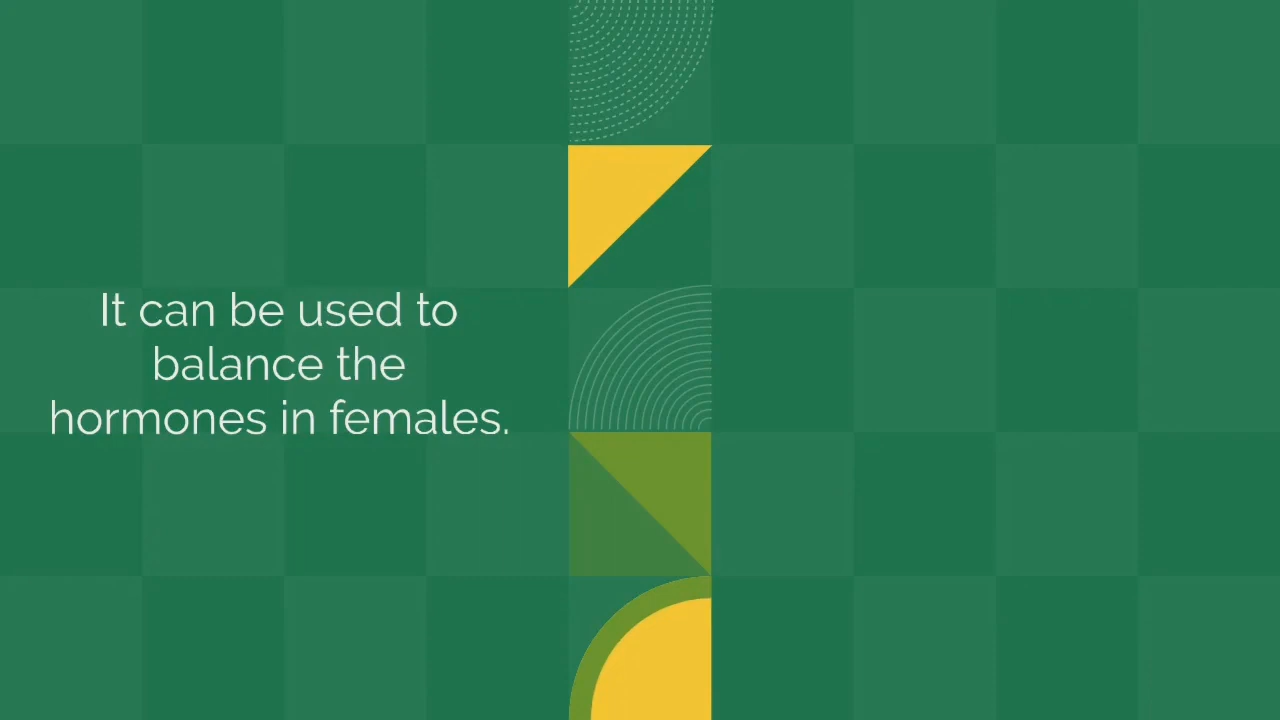 It can be used to
balance the
hormones in females.